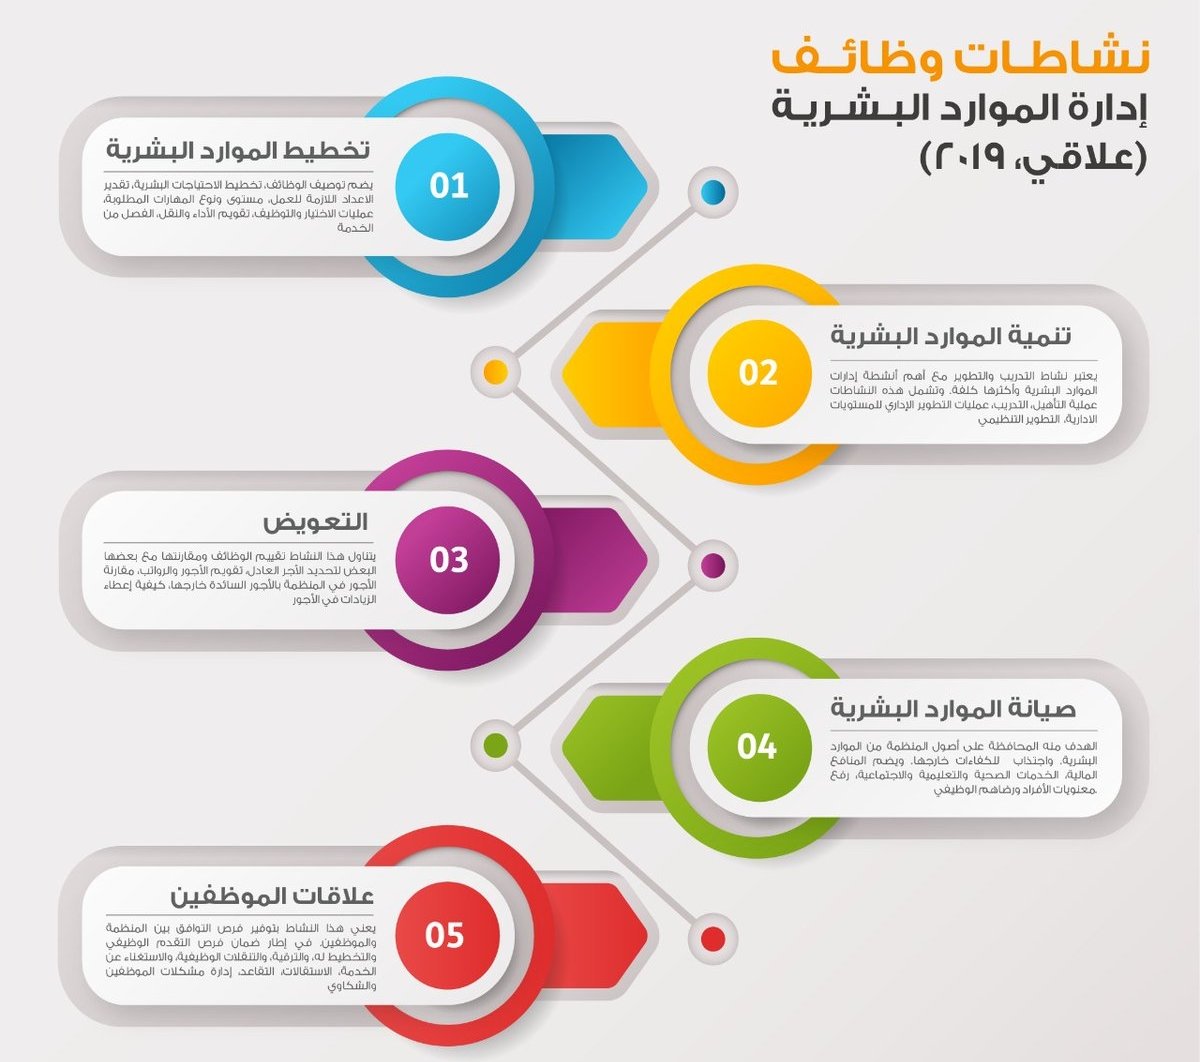 نشاطات وظائف
إدارة الموارد البشرية
(علاقي، ٢٠١٩)
01
تخطيط الموارد البشرية
يضم توصيف الوظائف، تخطيط الاحتياجات البشرية، تقدير
الاعداد اللازمة للعمل، مستوى ونوع المهارات المطلوبة،
عمليات الاختيار والتوظيف، تقويم الأداء والنقل، الفصل من
الخدمة
02
تنمية الموارد البشرية
يعتبر نشاط التدريب والتطوير مع أهم أنشطة إدارات
الموارد البشرية وأكثرها كلفة. وتشمل هذه النشاطات
عملية التأهيل، التدريب، عمليات التطوير الإداري للمستويات
الادارية، التطوير التنظيمي
03
التعويض
يتناول هذا النشاط تقييم الوظائف ومقارنتها مع بعضها
البعض لتحديد الأجر العادل، تقويم الأجور والرواتب، مقارنة
الأجور في المنظمة بالأجور السائدة خارجها، كيفية إعطاء
الزيادات في الأجور
04
صيانة الموارد البشرية
الهدف منه المحافظة على أصول المنظمة من الموارد
البشرية. واجتذاب للكفاءات خارجها. ويضم المنافع
المالية، الخدمات الصحية والتعليمية والاجتماعية، رفع
معنويات الأفراد ورضاهم الوظيفي.
05
علاقات الموظفين
يعني هذا النشاط بتوفير فرص التوافق بين المنظمة
والموظفين. في إطار ضمان فرص التقدم الوظيفي
والتخطيط له، والترقية، والتنقلات الوظيفية، والاستغناء عن
الخدمة، الاستقالات، التقاعد، إدارة مشكلات الموظفين
والشكاوي